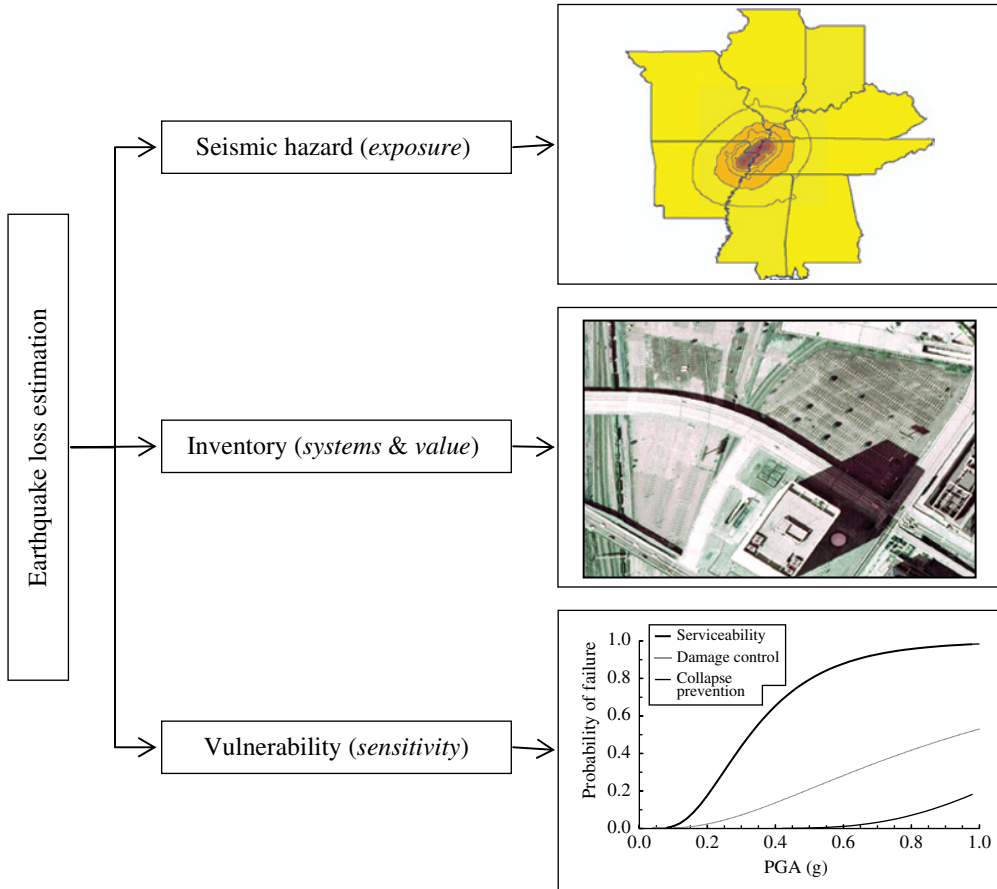 Earthquake loss estimation
Seismic hazard (exposure)
Inventory (systems & value)
Vulnerability (sensitivity)
Probability of failure
1.0
0.8
0.6
0.4
0.2
0.0
Serviceability
Damage control
Collapse
prevention
0.0
0.2
0.4
0.6
0.8
1.0
PGA (g)